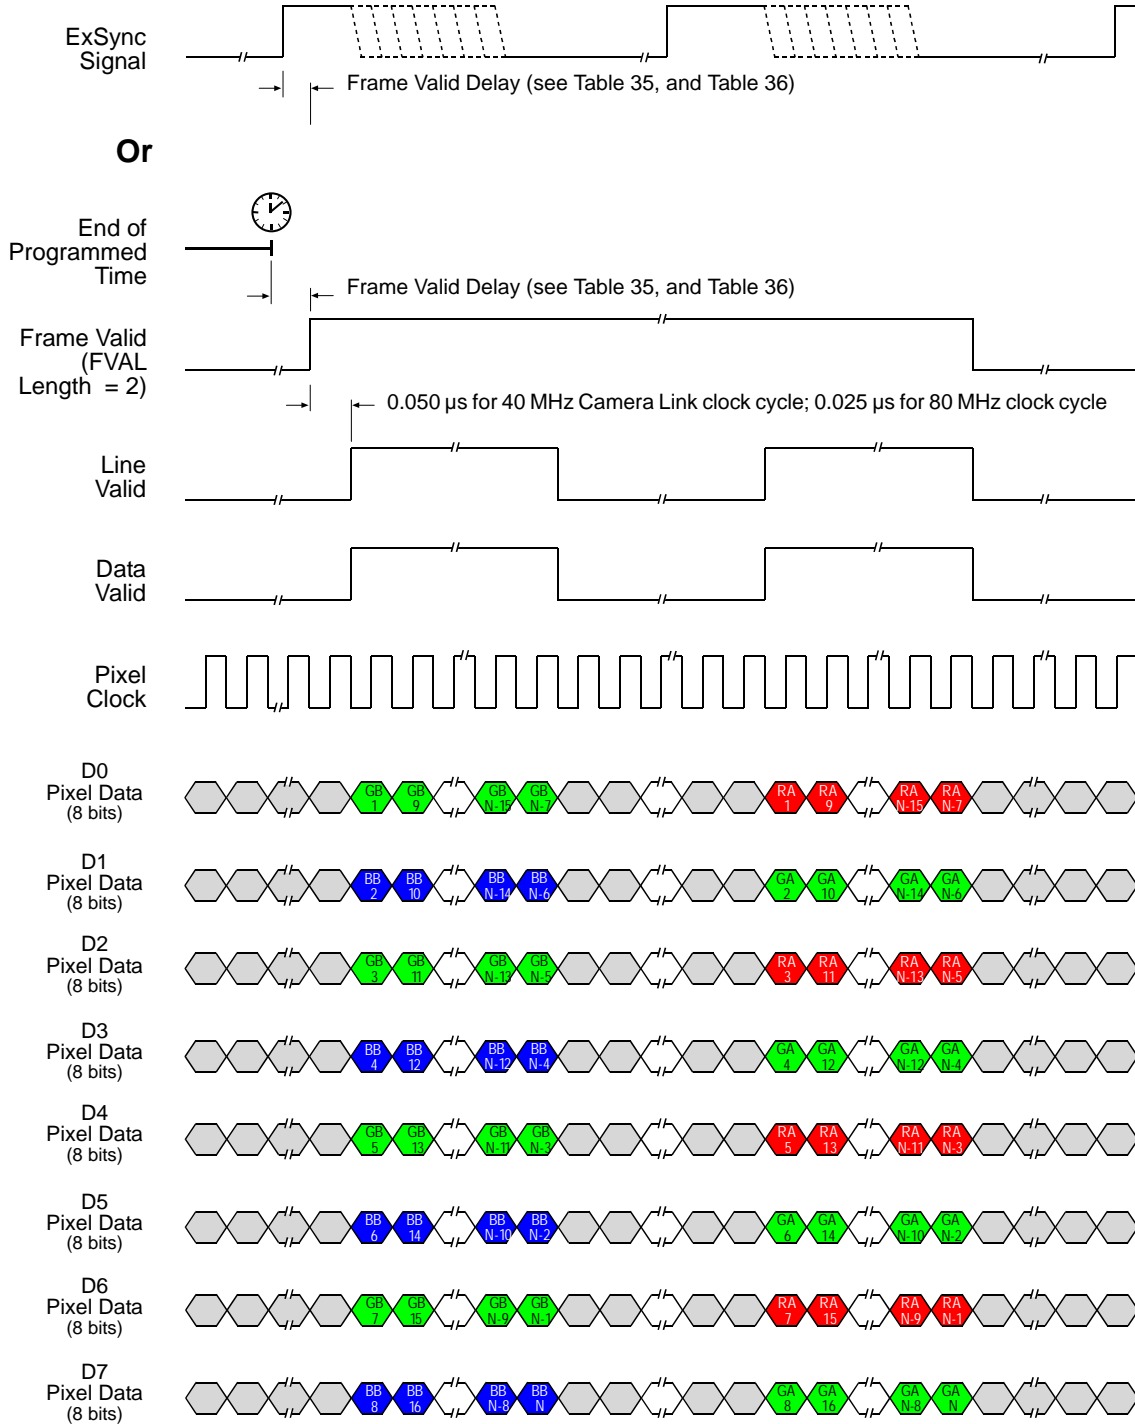 ExSync
Signal
Frame Valid Delay (see Table 35, and Table 36)
Or
End of
Programmed
Time
Frame Valid Delay (see Table 35, and Table 36)
Frame Valid
(FVAL
Length = 2)
0.050 µs for 40 MHz Camera Link clock cycle; 0.025 µs for 80 MHz clock cycle
Line
Valid
Data
Valid
Pixel
Clock
D0
Pixel Data
(8 bits)
GB GB GB GB RA RA RA RA
1 9 N-15 N-7 1 9 N-15 N-7
D1
Pixel Data
(8 bits)
BB BB BB BB GA GA GA GA
2 10 N-14 N-6 2 10 N-14 N-6
D2
Pixel Data
(8 bits)
GB GB GB GB RA RA RA RA
3 11 N-13 N-5 3 11 N-13 N-5
D3
Pixel Data
(8 bits)
BB BB BB BB GA GA GA GA
4 12 N-12 N-4 4 12 N-12 N-4
D4
Pixel Data
(8 bits)
GB GB GB GB RA RA RA RA
5 13 N-11 N-3 5 13 N-11 N-3
D5
Pixel Data
(8 bits)
BB BB BB BB GA GA GA GA
6 14 N-10 N-2 6 14 N-10 N-2
D6
Pixel Data
(8 bits)
GB GB GB GB RA RA RA RA
7 15 N-9 N-1 7 15 N-9 N-1
D7
Pixel Data
(8 bits)
BB BB BB BB GA GA GA GA
8 16 N-8 N 8 16 N-8 N